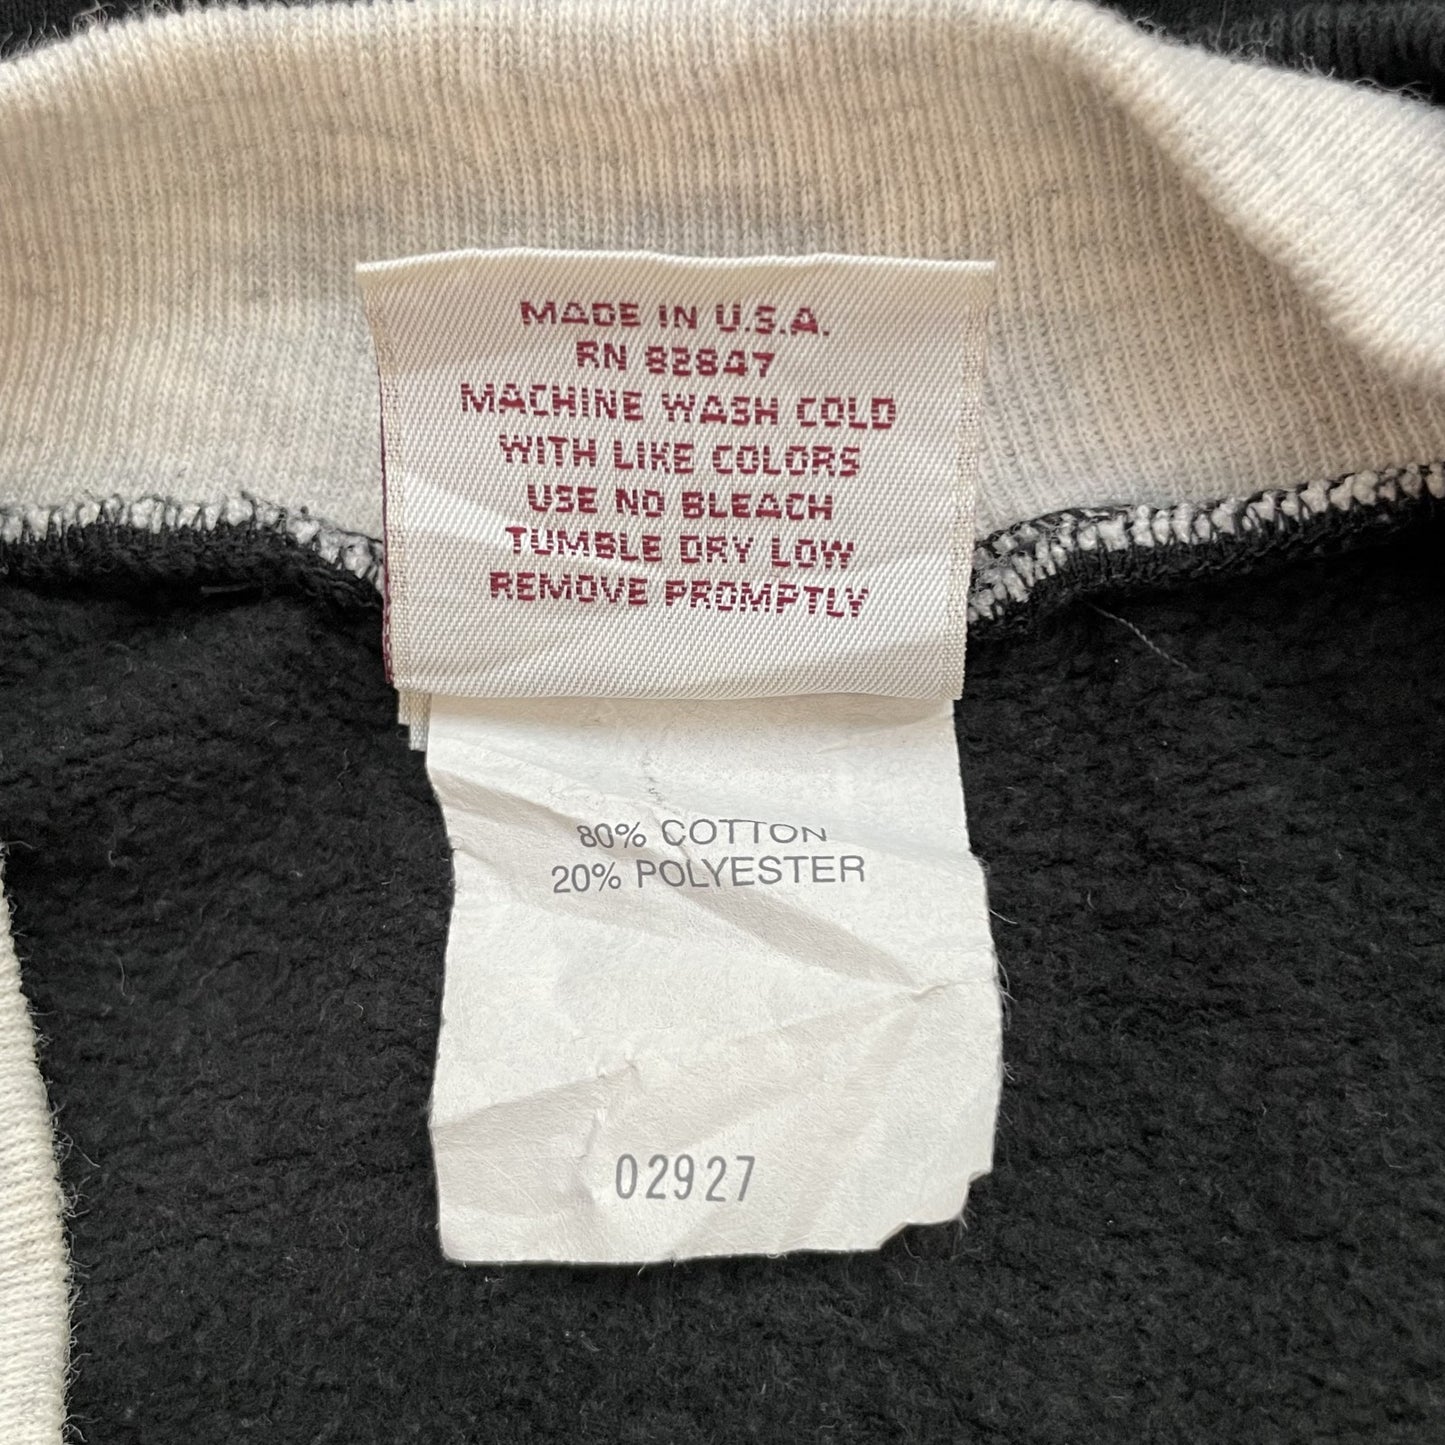 MADE IN U.S.A.
RN 82847
MACHINE WASH COLD
WITH LIKE COLORS
USE NO BLEACH
TUMBLE DRY LOW
REMOVE PROMPTLY
80% COTTON
20% POLYESTER
02927